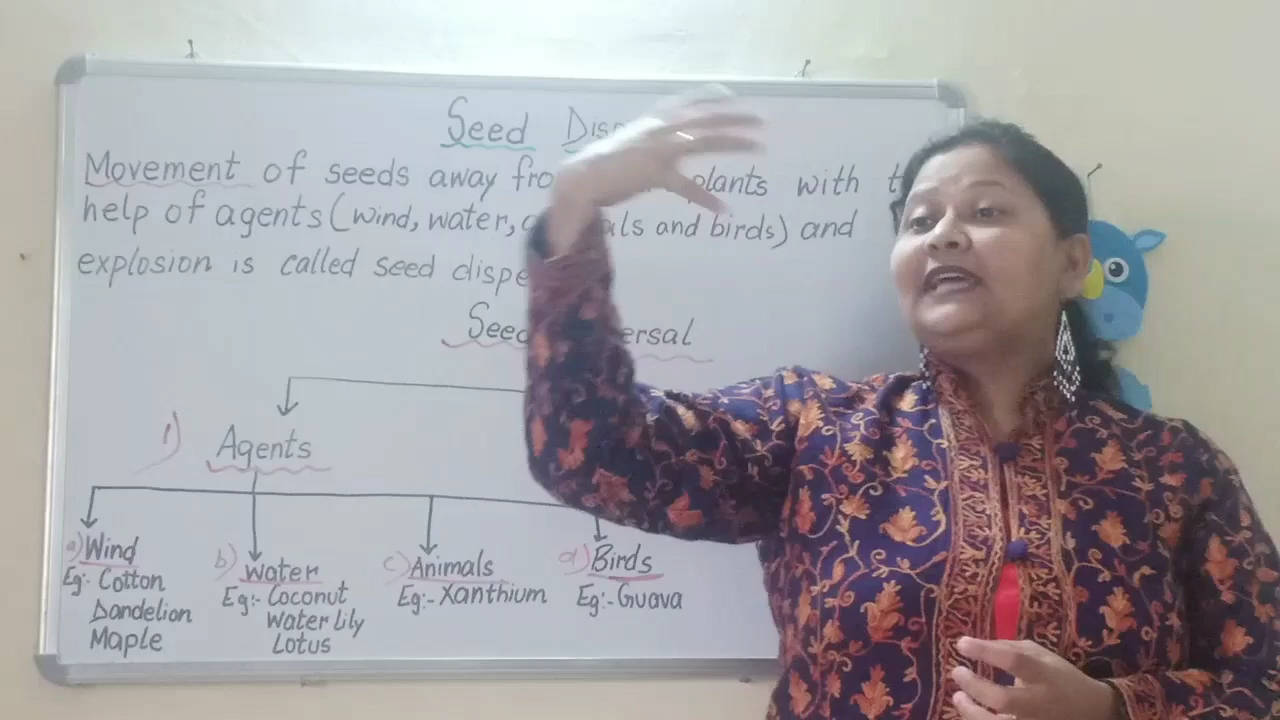 Seed Disp
Movement of seeds away fro plants with t
help of agents (wind, water, a als and birds) and
explosion is called seed dispe
Seed ersal
1) Agents
a) Wind b) Water c) Animals d) Birds
Eg:- Cotton Eg:- Coconut Eg:- Xanthium Eg:- Guava
Dandelion Water Lily
Maple Lotus